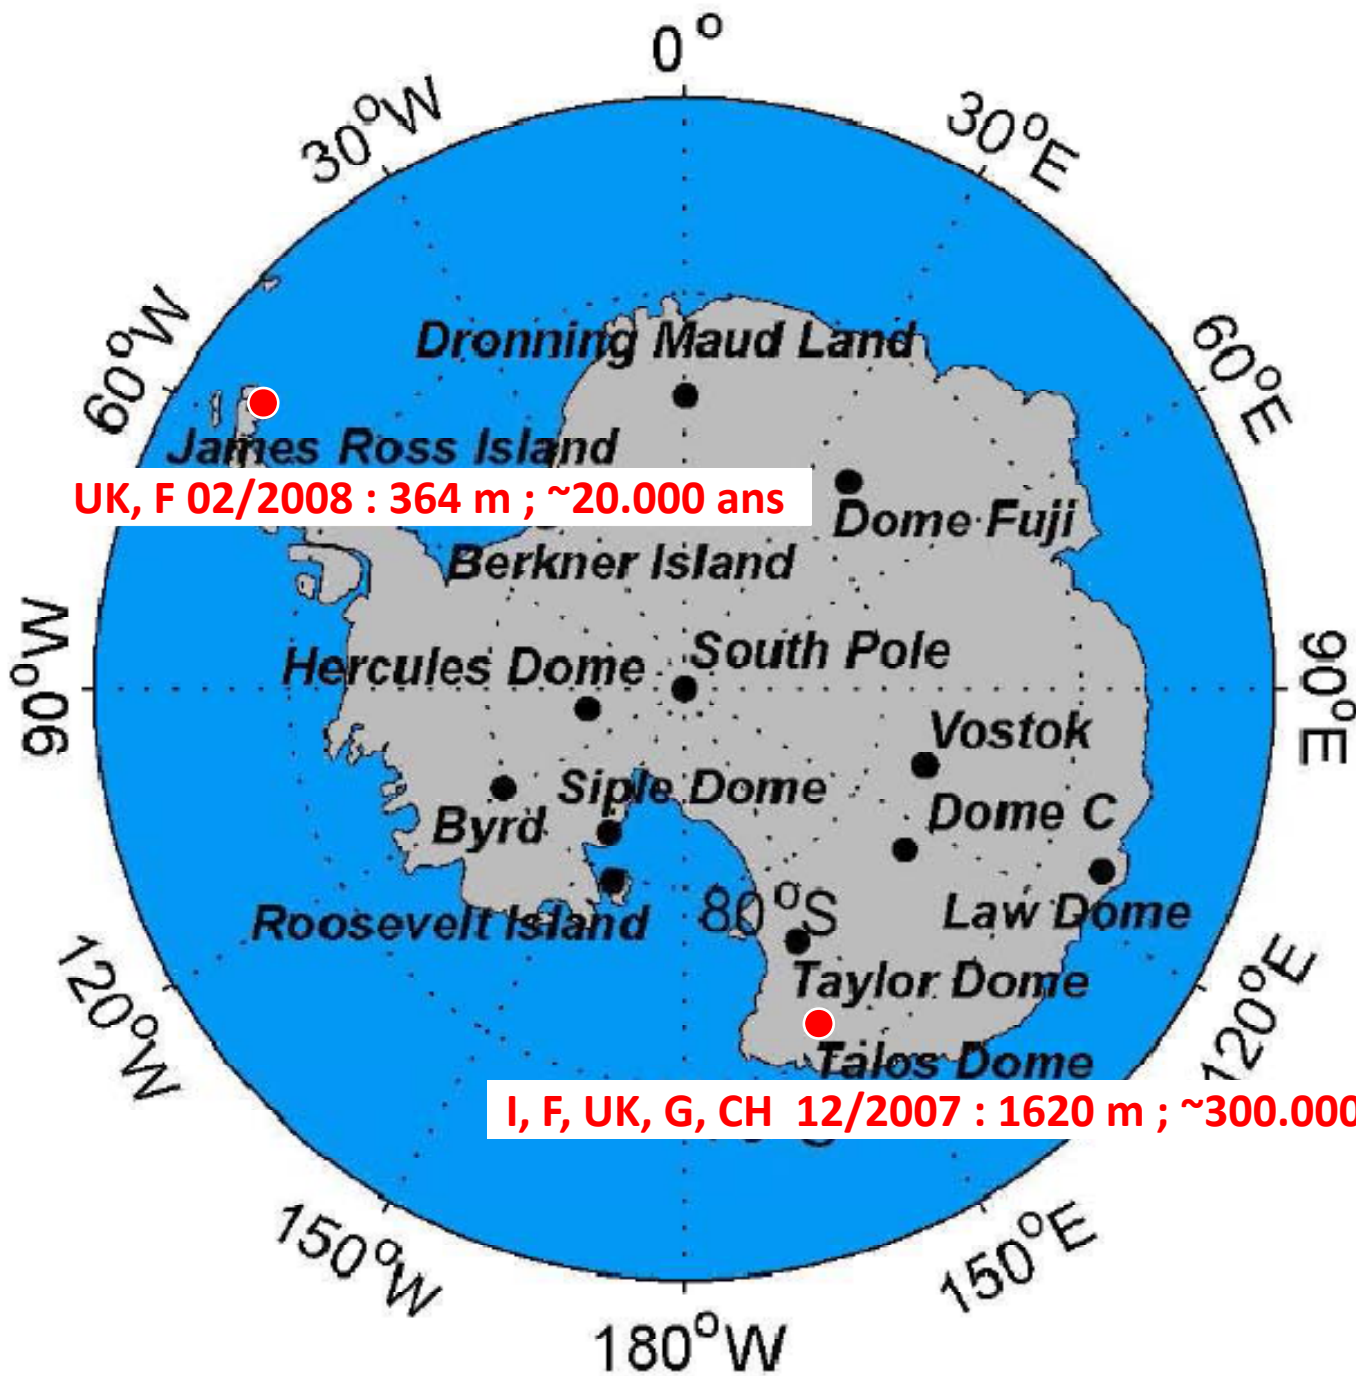 0°
30°W
30°E
60°W
60°E
Dronning Maud Land
James Ross Island
UK, F 02/2008 : 364 m ; ~20.000 ans
Dome Fuji
Berkner Island
90°W
90°E
Hercules Dome
South Pole
Vostok
Siple Dome
Dome C
Byrd
80°S
Law Dome
Roosevelt Island
Taylor Dome
120°W
120°E
Talos Dome
I, F, UK, G, CH 12/2007 : 1620 m ; ~300.000
150°W
150°E
180°W